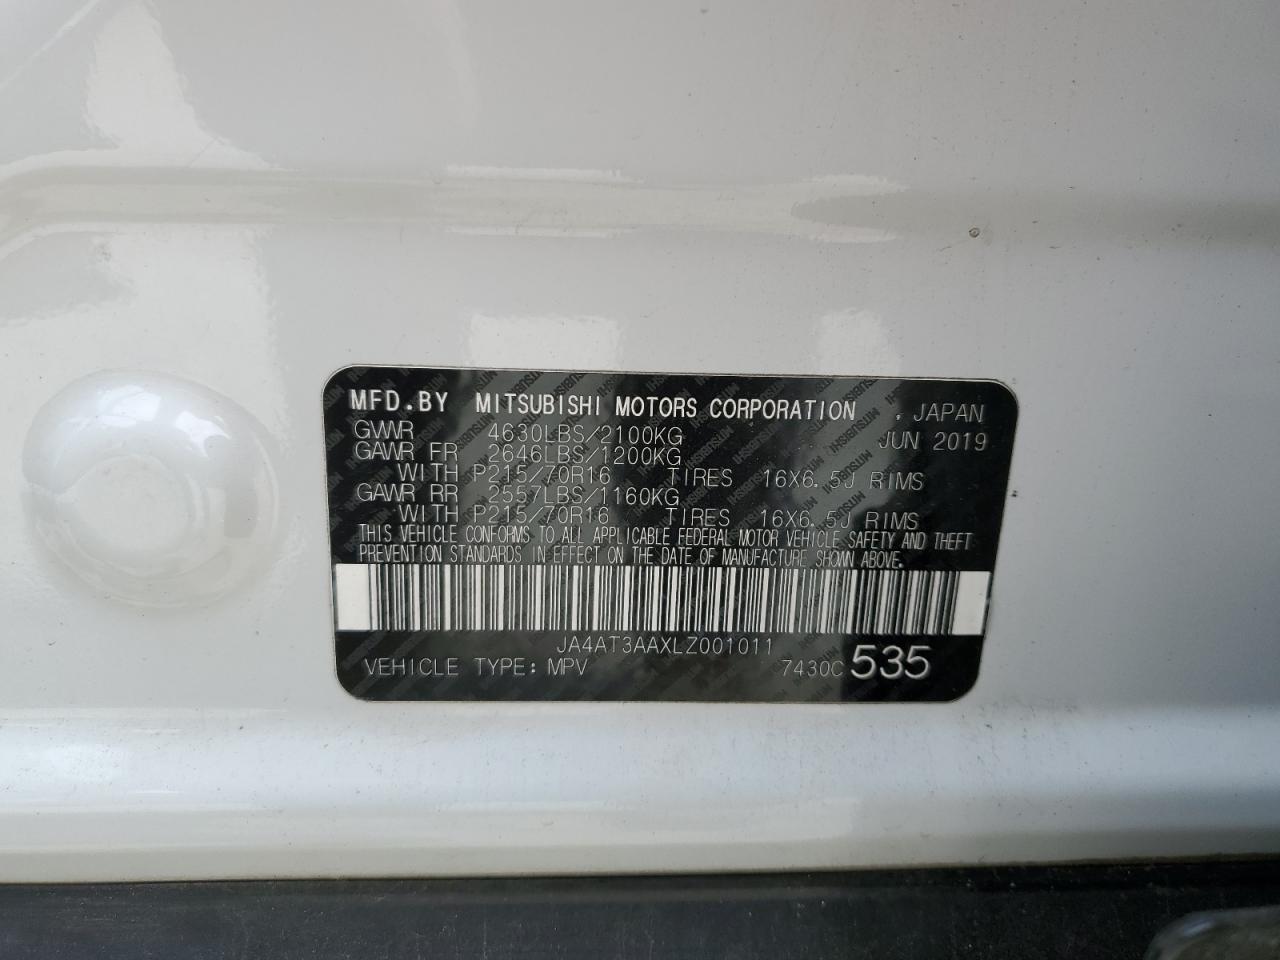 MFD.BY MITSUBISHI MOTORS CORPORATION , JAPAN
GVWR 4630LBS/2100KG JUN 2019
GAWR FR 2646LBS/1200KG
WITH P215/70R16 TIRES 16X6.5J RIMS
GAWR RR 2557LBS/1160KG
WITH P215/70R16 TIRES 16X6.5J RIMS
THIS VEHICLE CONFORMS TO ALL APPLICABLE FEDERAL MOTOR VEHICLE SAFETY AND THEFT
PREVENTION STANDARDS IN EFFECT ON THE DATE OF MANUFACTURE SHOWN ABOVE.
JA4AT3AAXLZ001011
VEHICLE TYPE: MPV 7430C 535